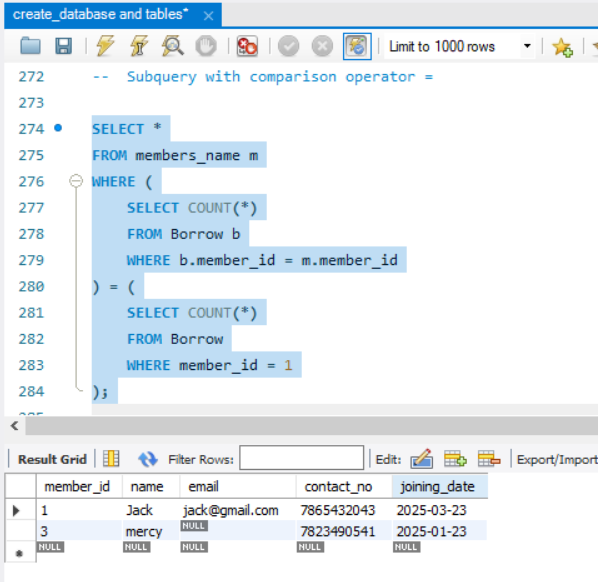 create_database and tables*
Limit to 1000 rows
272 -- Subquery with comparison operator =
273
274 SELECT *
275 FROM members_name m
276 WHERE (
277 SELECT COUNT(*)
278 FROM Borrow b
279 WHERE b.member_id = m.member_id
280 ) = (
281 SELECT COUNT(*)
282 FROM Borrow
283 WHERE member_id = 1
284 );
Result Grid Filter Rows: Edit: Export/Import
member_id name email contact_no joining_date
1 Jack jack@gmail.com 7865432043 2025-03-23
3 mercy NULL 7823490541 2025-01-23
NULL NULL NULL NULL NULL